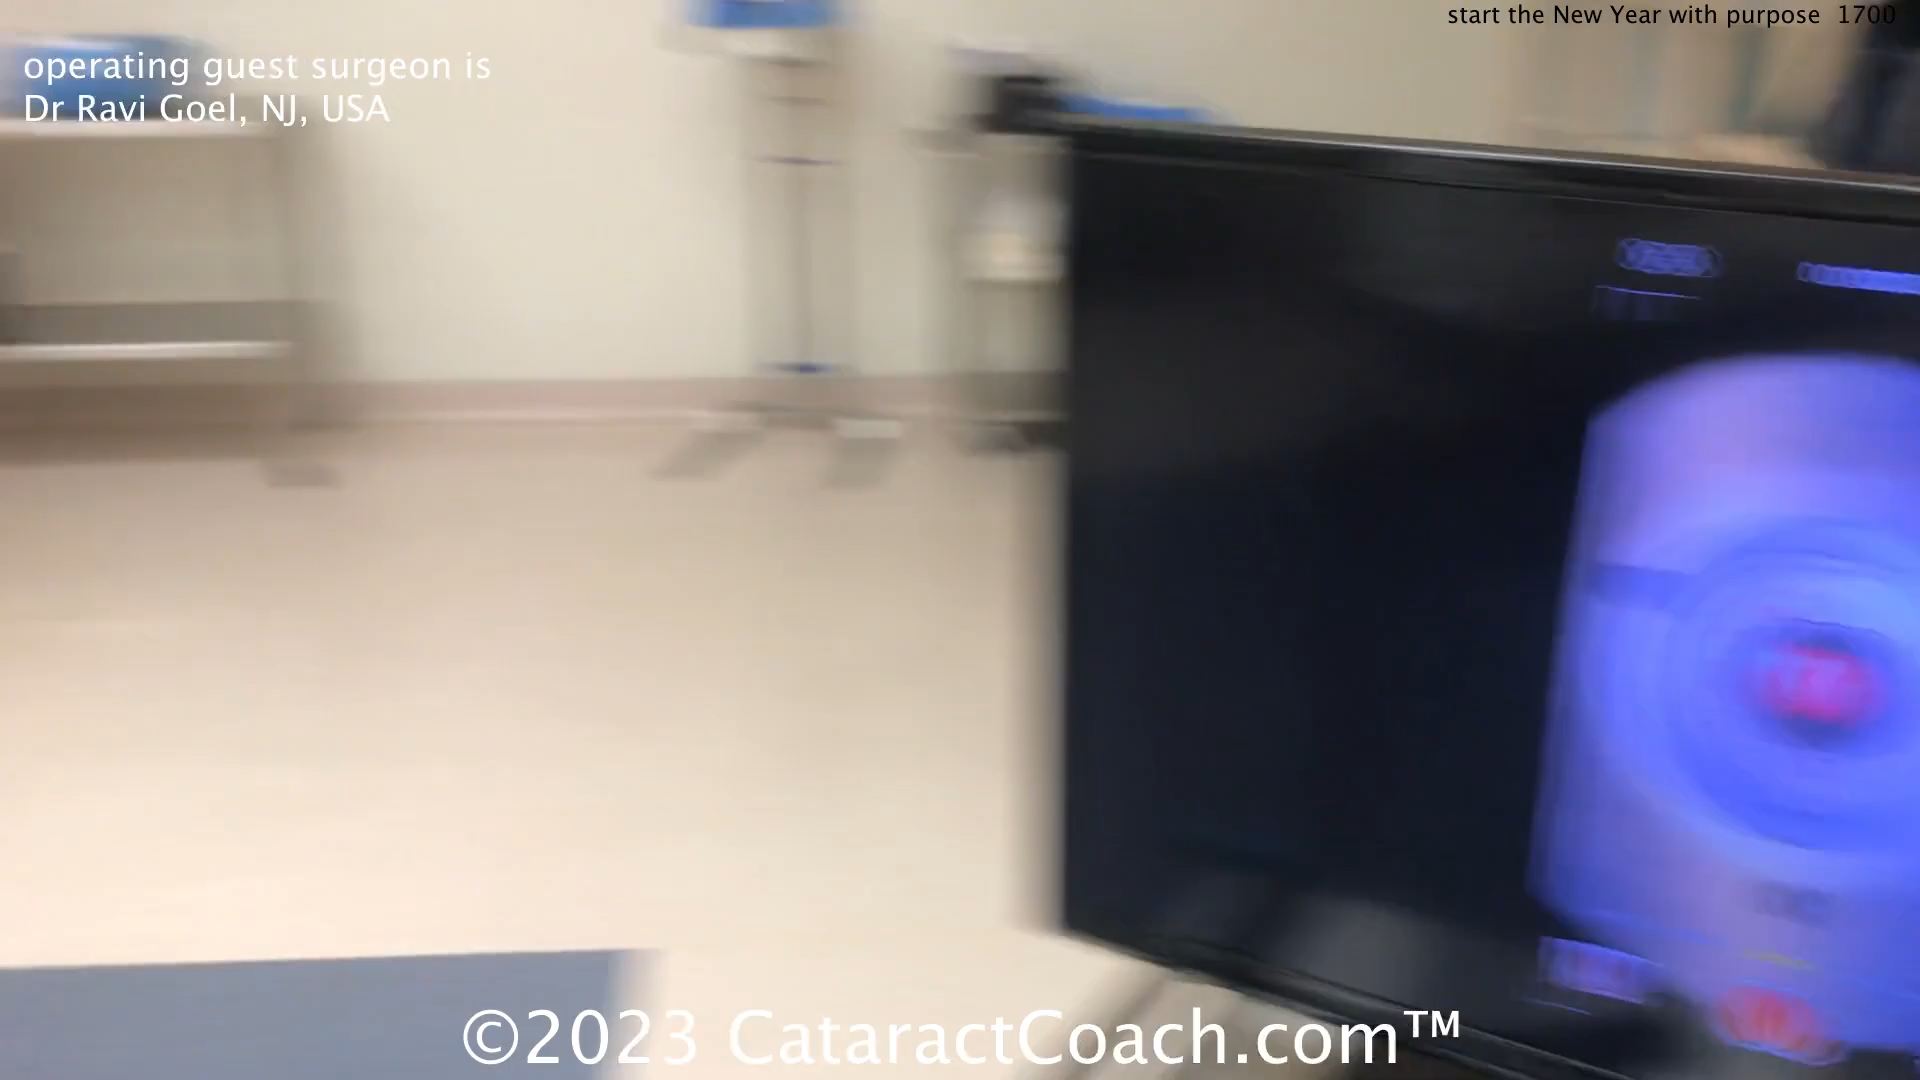 start the New Year with purpose 1700
operating guest surgeon is
Dr Ravi Goel, NJ, USA
©2023 CataractCoach.com™